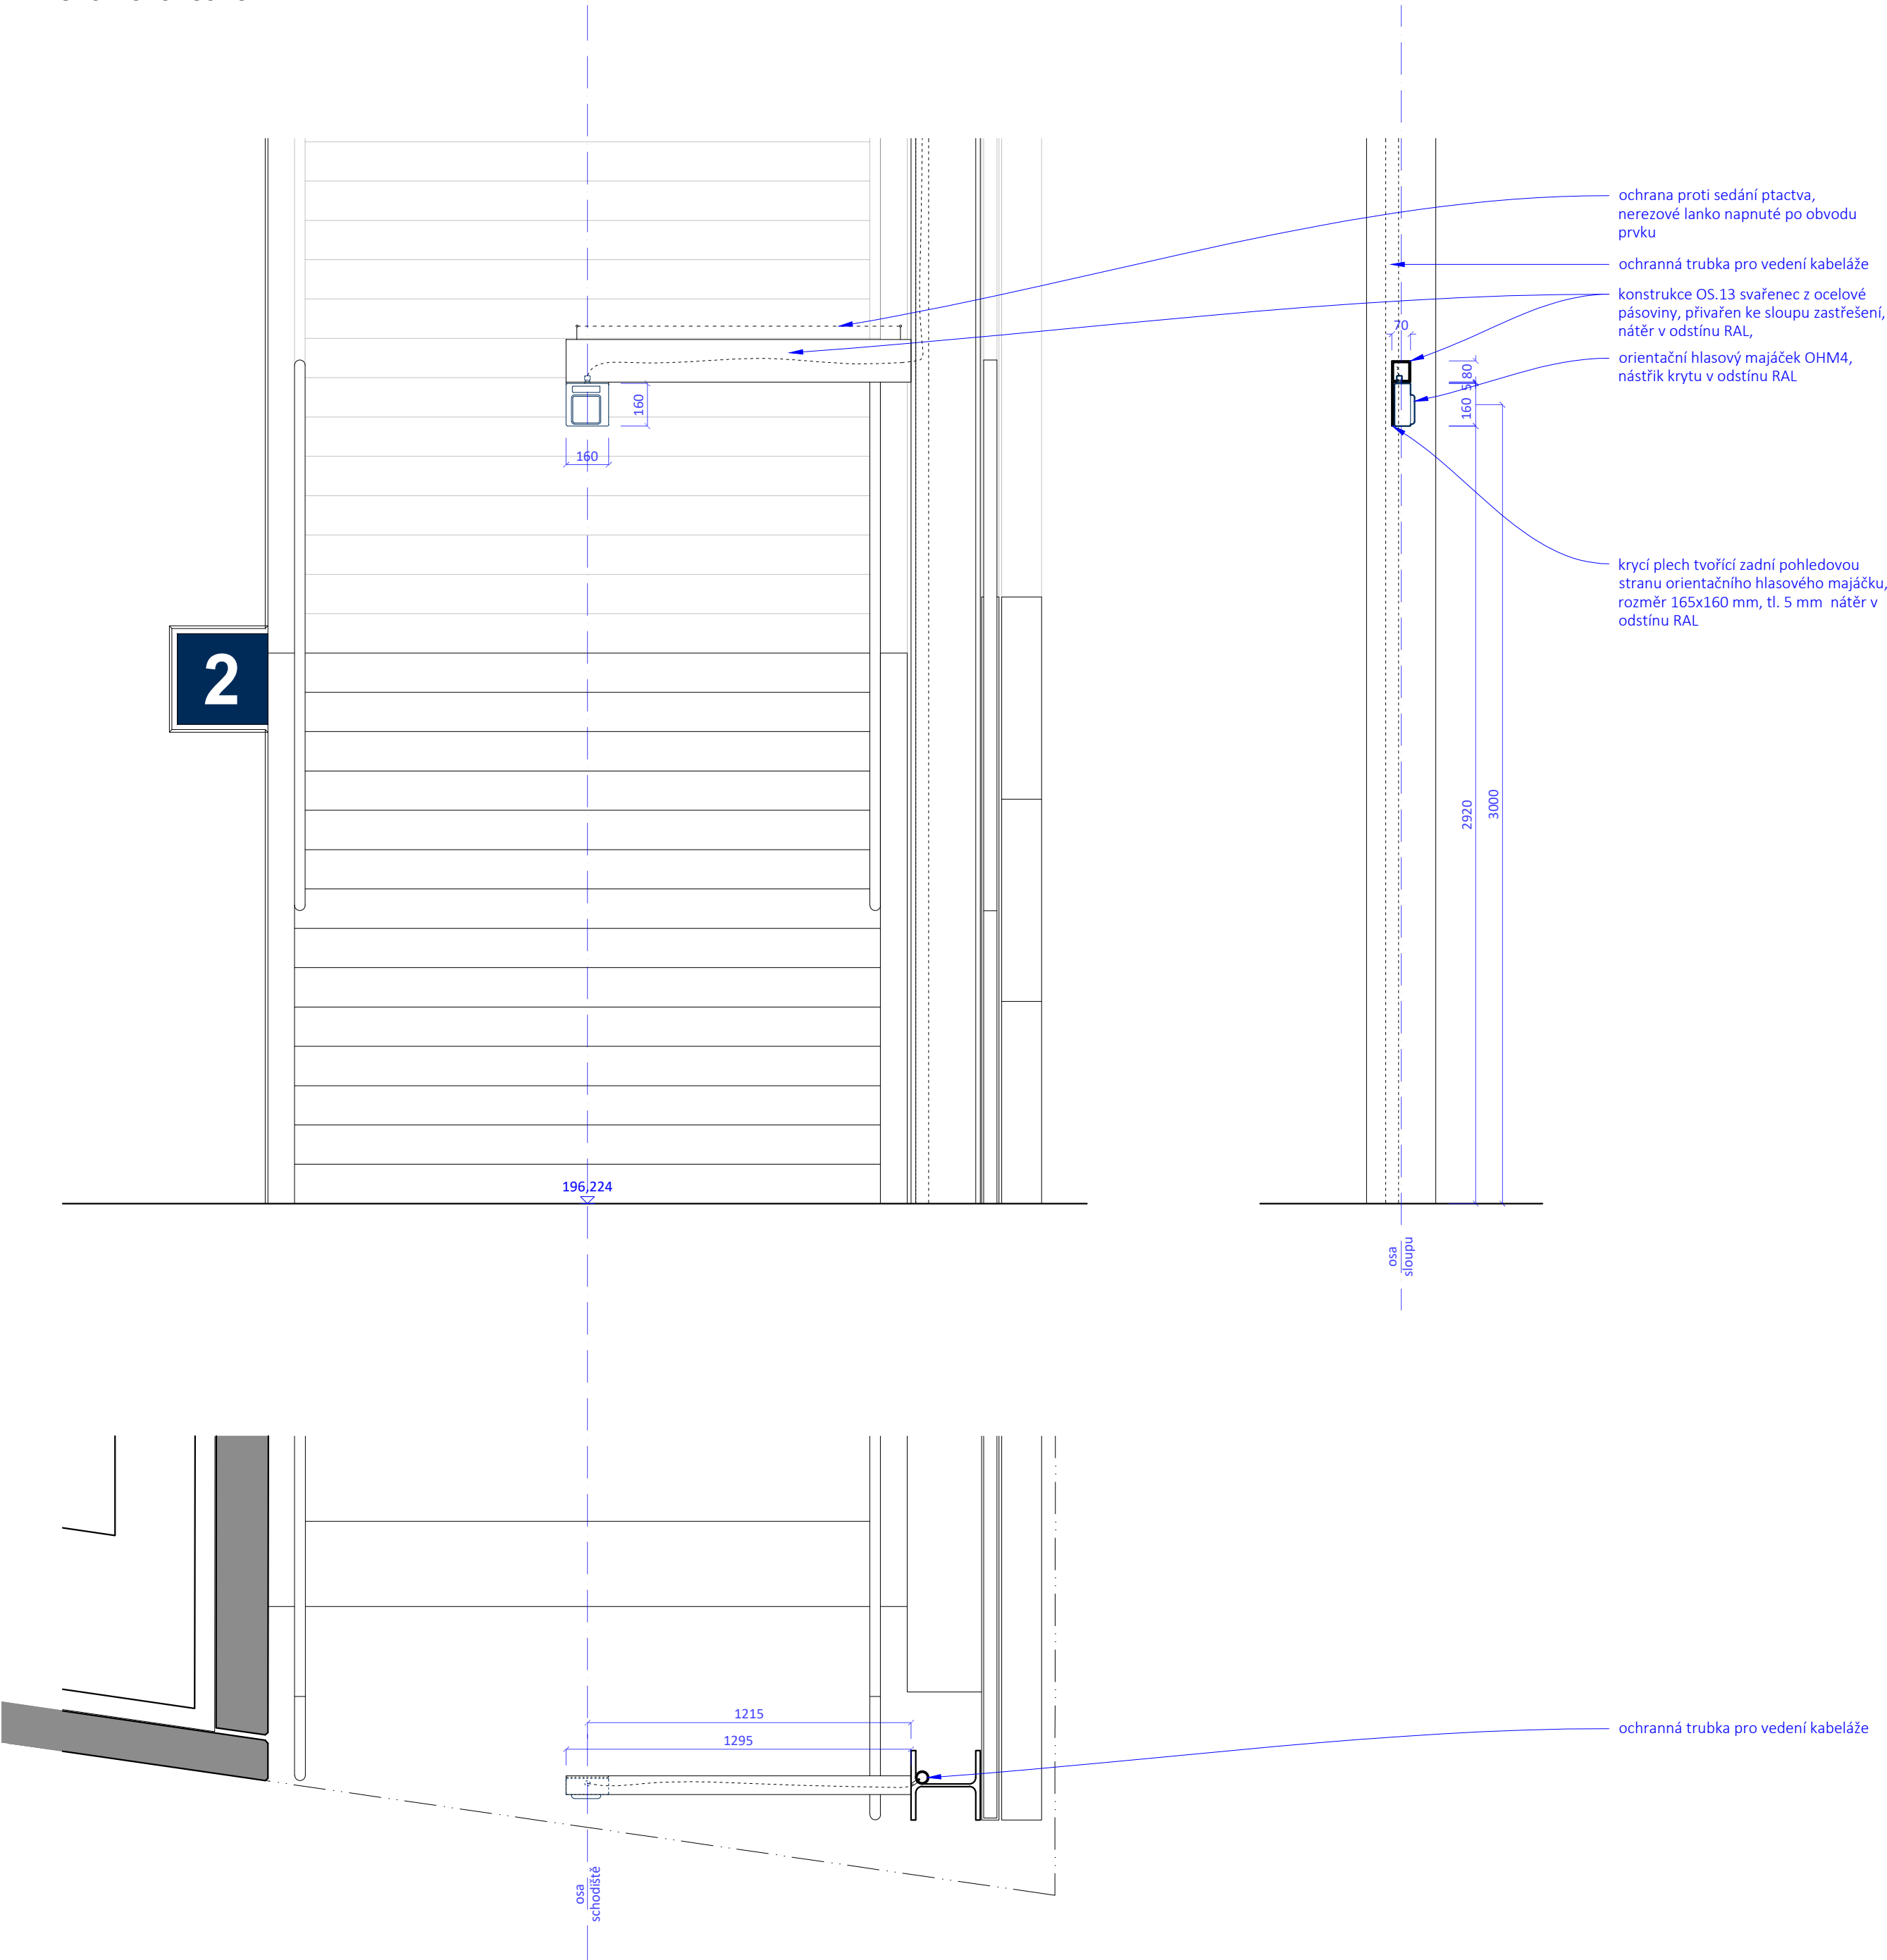 ochrana proti sedání ptactva,
nerezové lanko napnuté po obvodu
prvku
ochranná trubka pro vedení kabeláže
konstrukce OS.13 svařenec z ocelové
pásoviny, přivařen ke sloupu zastřešení,
nátěr v odstínu RAL,
orientační hlasový majáček OHM4,
nástřik krytu v odstínu RAL
70
80
5
160
160
160
krycí plech tvořící zadní pohledovou
stranu orientačního hlasového majáčku,
rozměr 165x160 mm, tl. 5 mm nátěr v
odstínu RAL
2
2920
3000
196,224
osa
sloupu
1215
1295
ochranná trubka pro vedení kabeláže
osa
schodiště